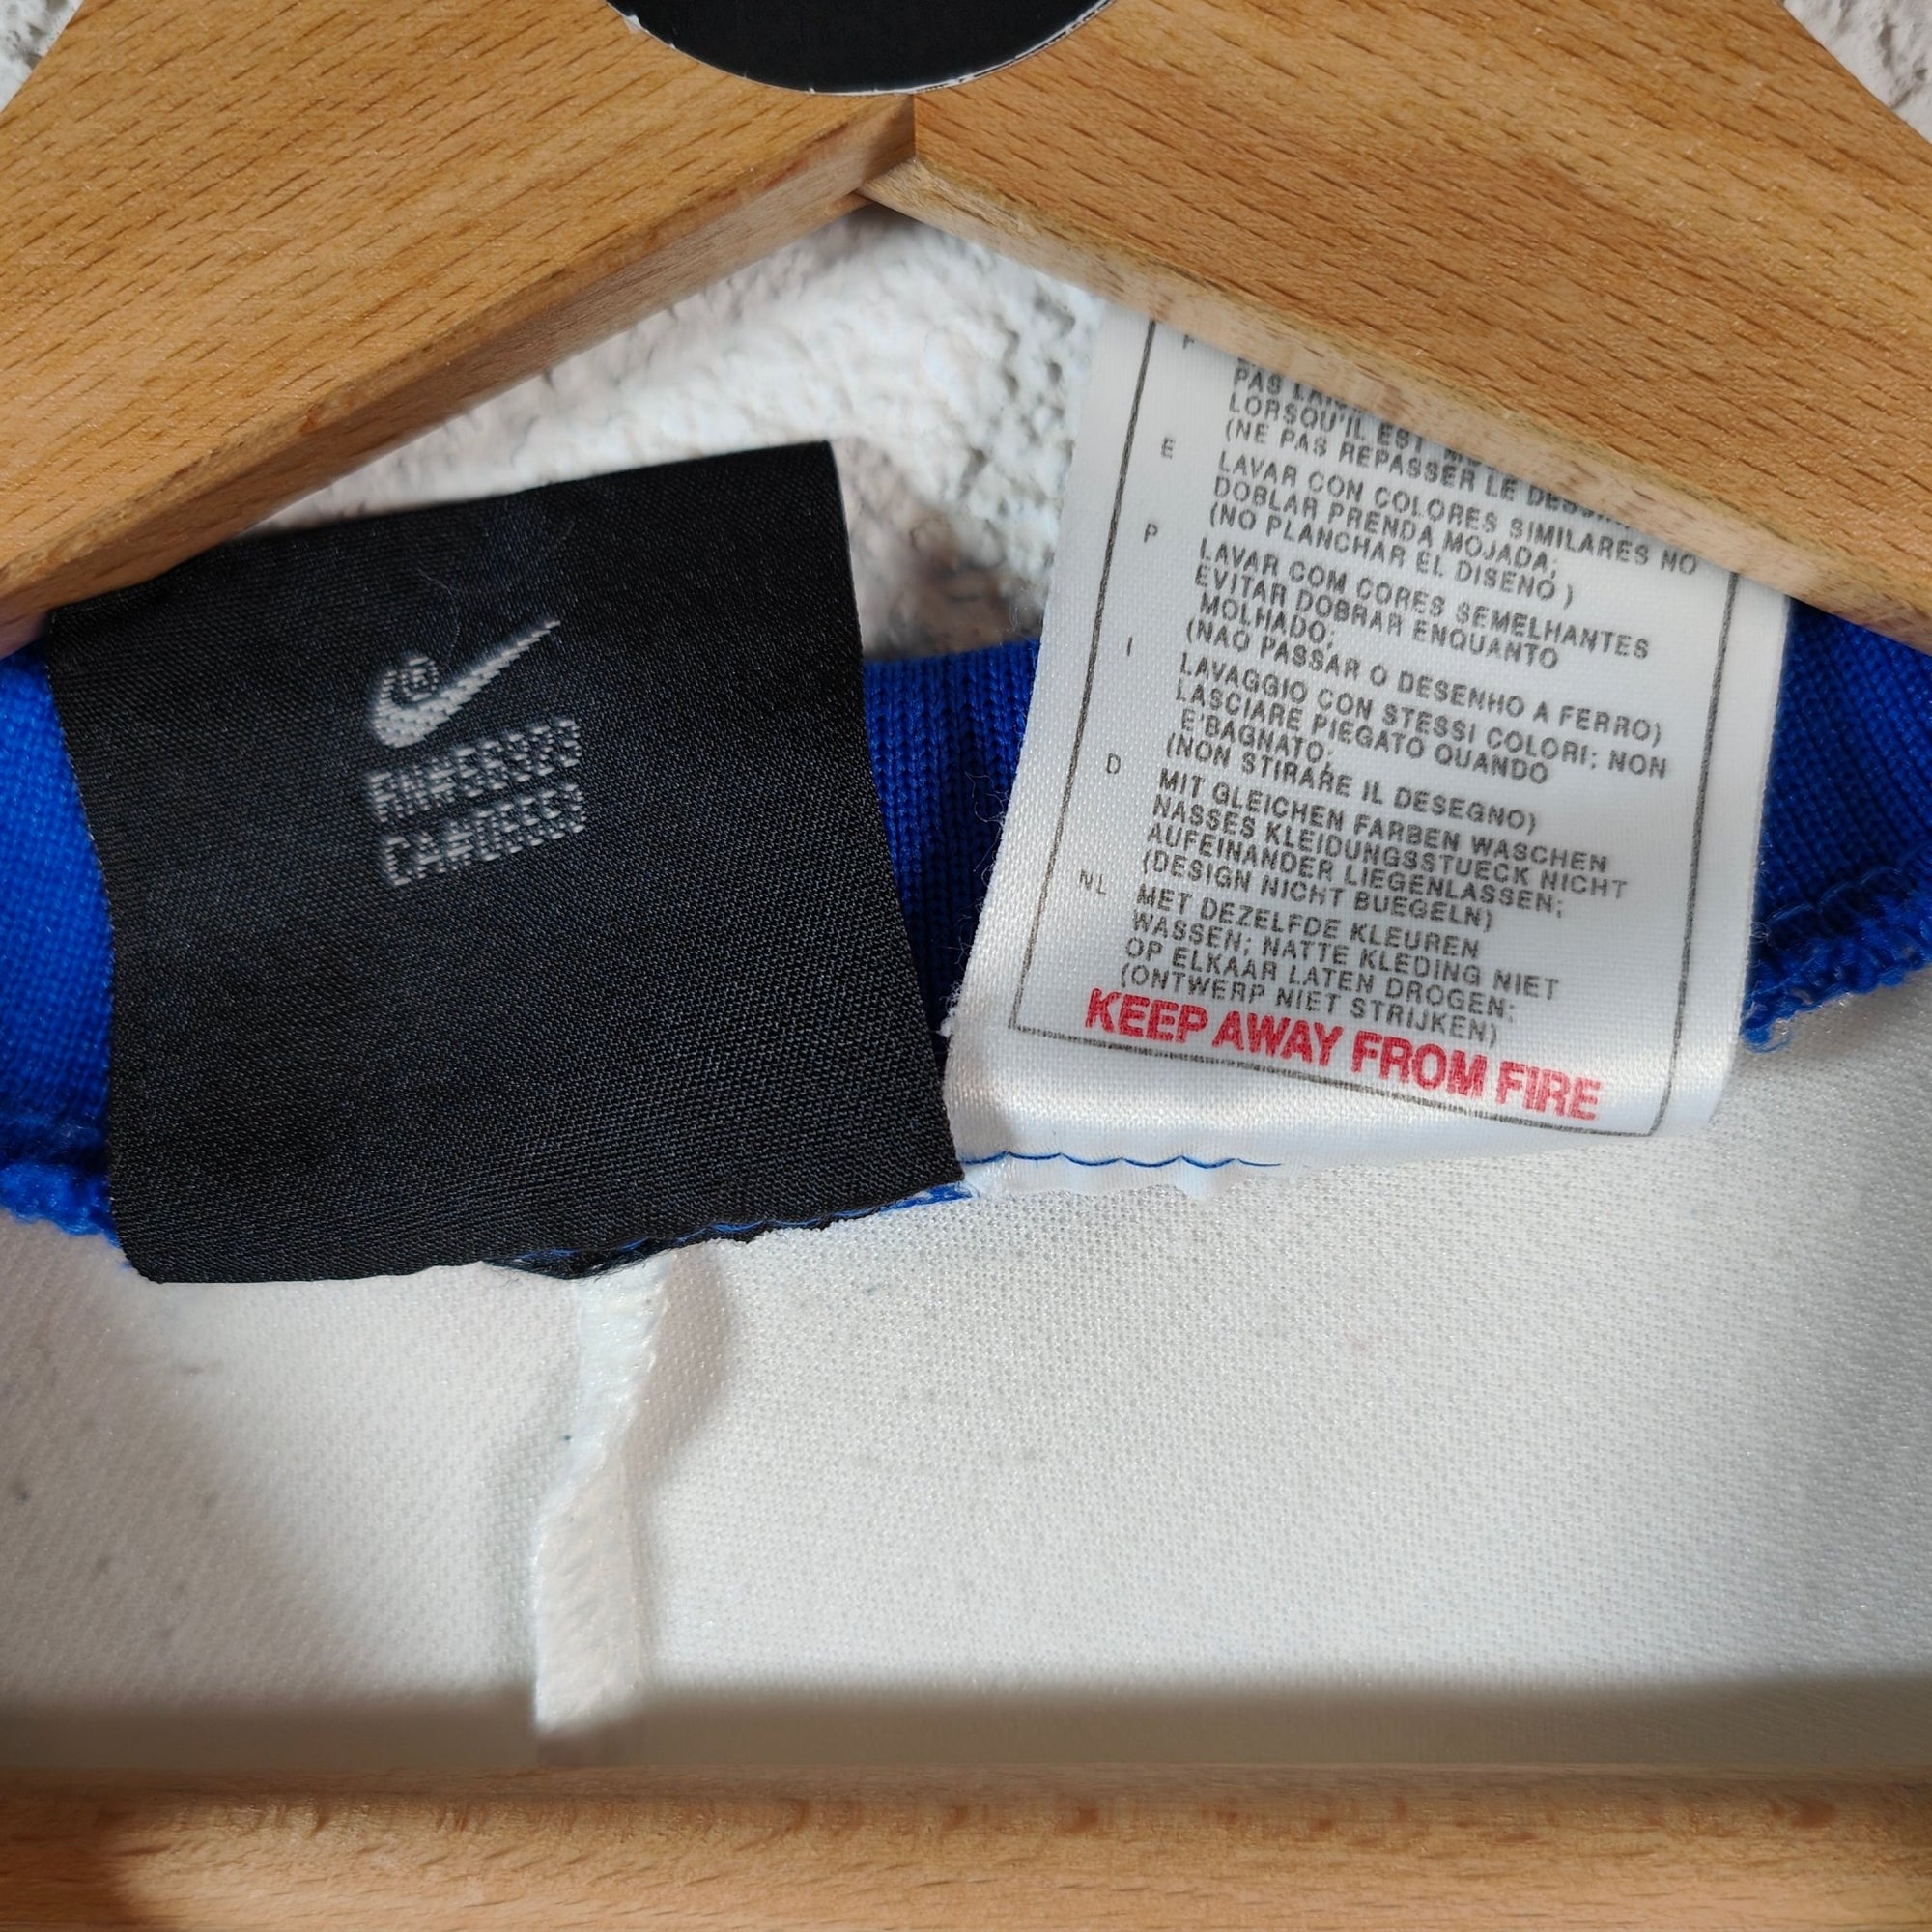 RN#56323
CA#05553
F
PAS
LORSQU'IL EST
(NE PAS REPASSER LE
E LAVAR CON COLORES SIMILARES NO
DOBLAR PRENDA MOJADA;
(NO PLANCHAR EL DISENO )
P LAVAR COM CORES SEMELHANTES
EVITAR DOBRAR ENQUANTO
MOLHADO;
(NAO PASSAR O DESENHO A FERRO)
I LAVAGGIO CON STESSI COLORI; NON
LASCIARE PIEGATO QUANDO
E'BAGNATO;
(NON STIRARE IL DESEGNO)
D MIT GLEICHEN FARBEN WASCHEN
NASSES KLEIDUNGSSTUECK NICHT
AUFEINANDER LIEGENLASSEN;
(DESIGN NICHT BUEGELN)
NL MET DEZELFDE KLEUREN
WASSEN; NATTE KLEDING NIET
OP ELKAAR LATEN DROGEN;
(ONTWERP NIET STRIJKEN)
KEEP AWAY FROM FIRE